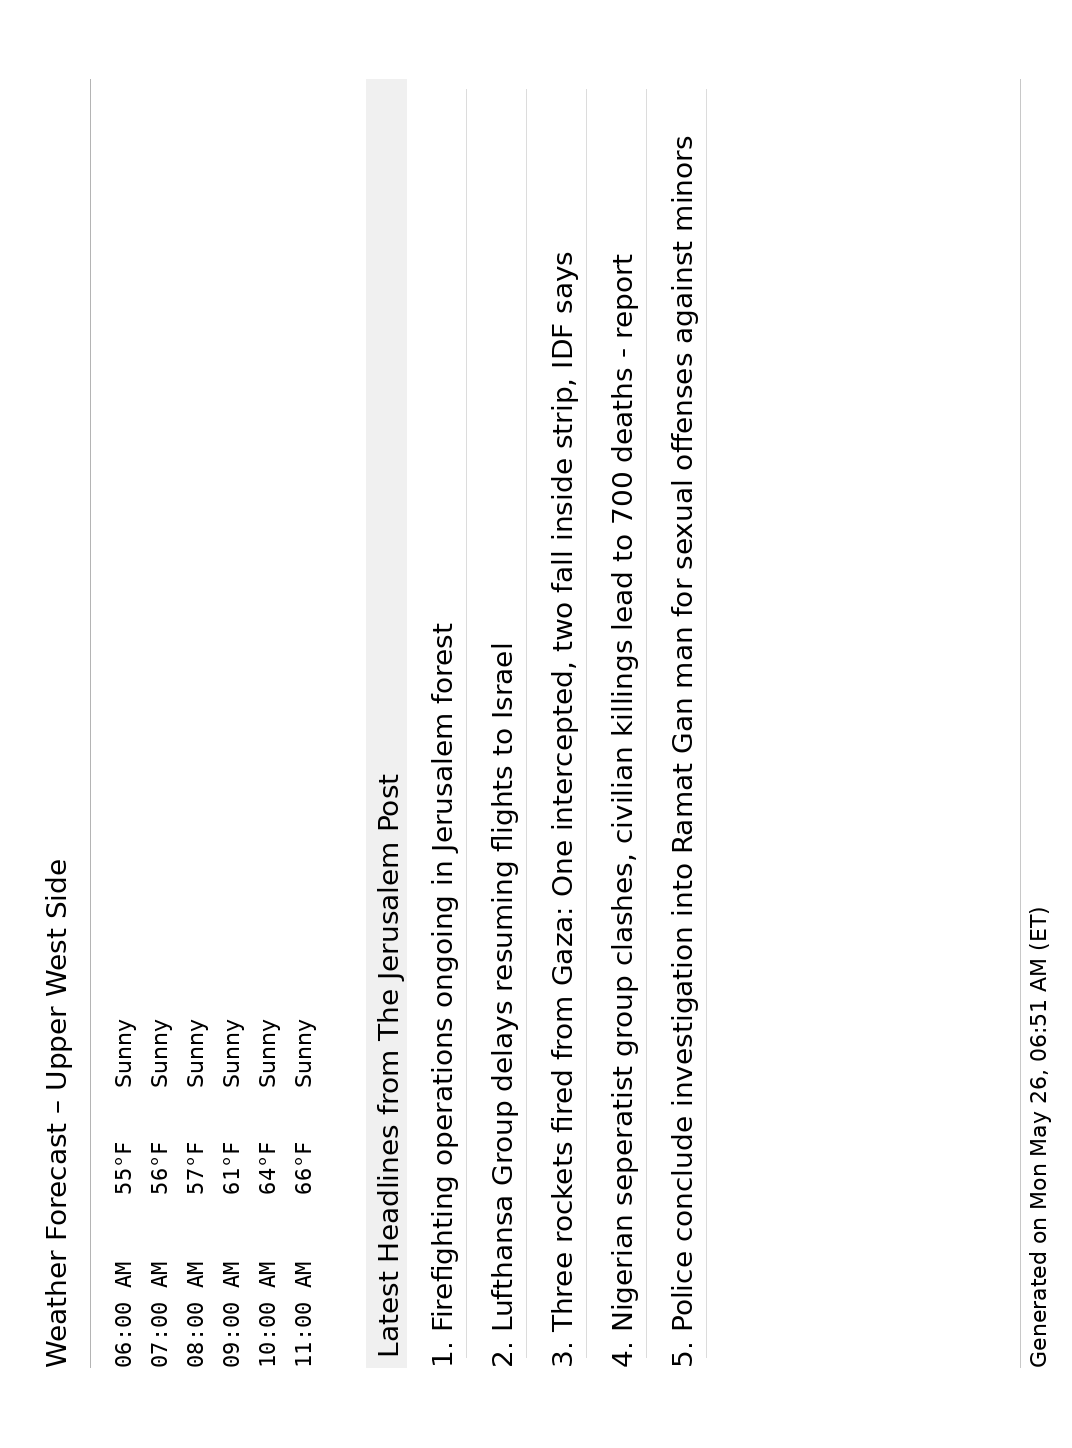 Weather Forecast – Upper West Side
06:00 AM 55°F Sunny
07:00 AM 56°F Sunny
08:00 AM 57°F Sunny
09:00 AM 61°F Sunny
10:00 AM 64°F Sunny
11:00 AM 66°F Sunny
Latest Headlines from The Jerusalem Post
1. Firefighting operations ongoing in Jerusalem forest
2. Lufthansa Group delays resuming flights to Israel
3. Three rockets fired from Gaza: One intercepted, two fall inside strip, IDF says
4. Nigerian seperatist group clashes, civilian killings lead to 700 deaths - report
5. Police conclude investigation into Ramat Gan man for sexual offenses against minors
Generated on Mon May 26, 06:51 AM (ET)